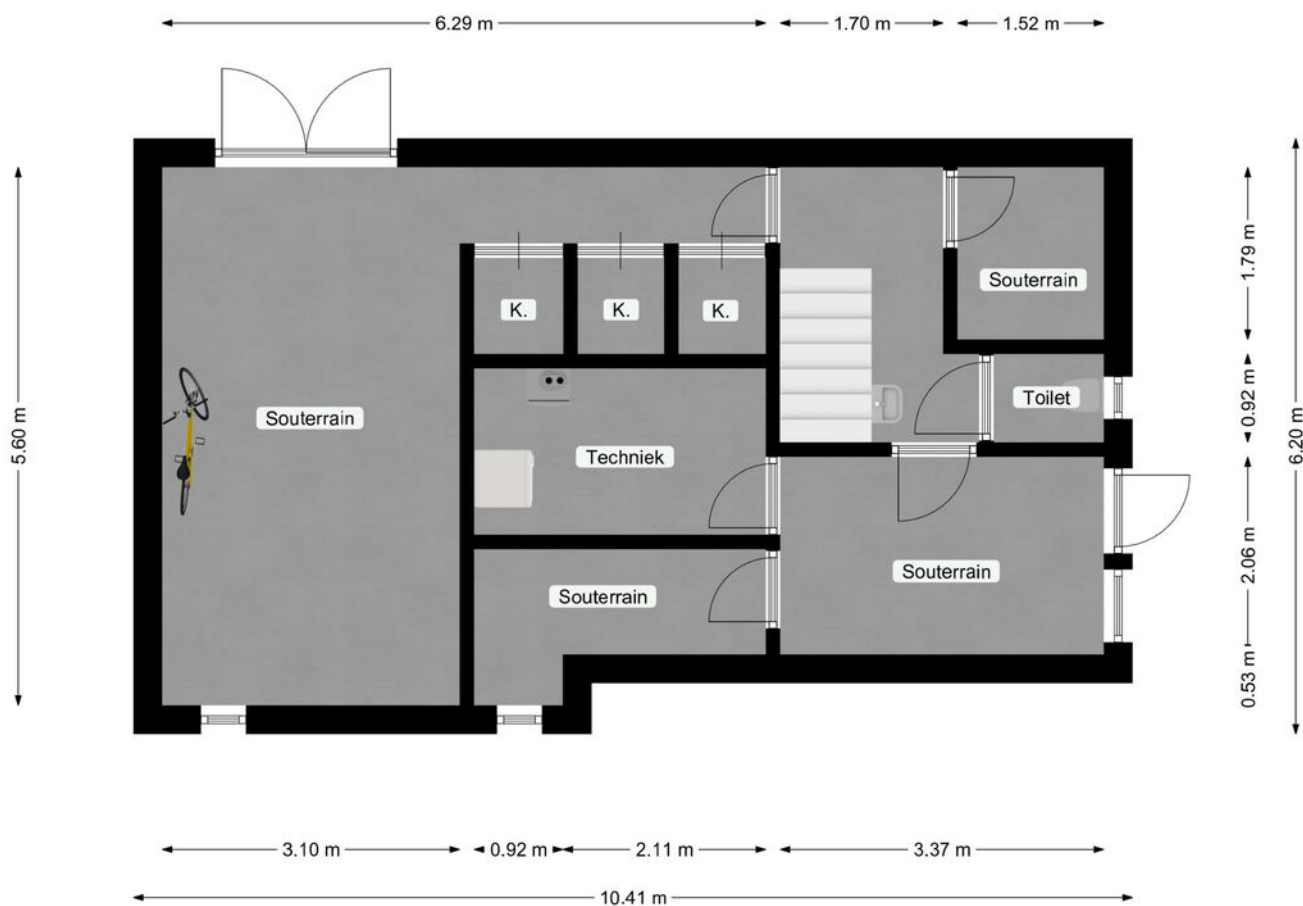 6.29 m
1.70 m
1.52 m
5.60 m
6.20 m
1.79 m
0.92 m
2.06 m
0.53 m
Souterrain
K.
K.
K.
Souterrain
Toilet
Souterrain
Techniek
Souterrain
Souterrain
3.10 m
0.92 m
2.11 m
3.37 m
10.41 m